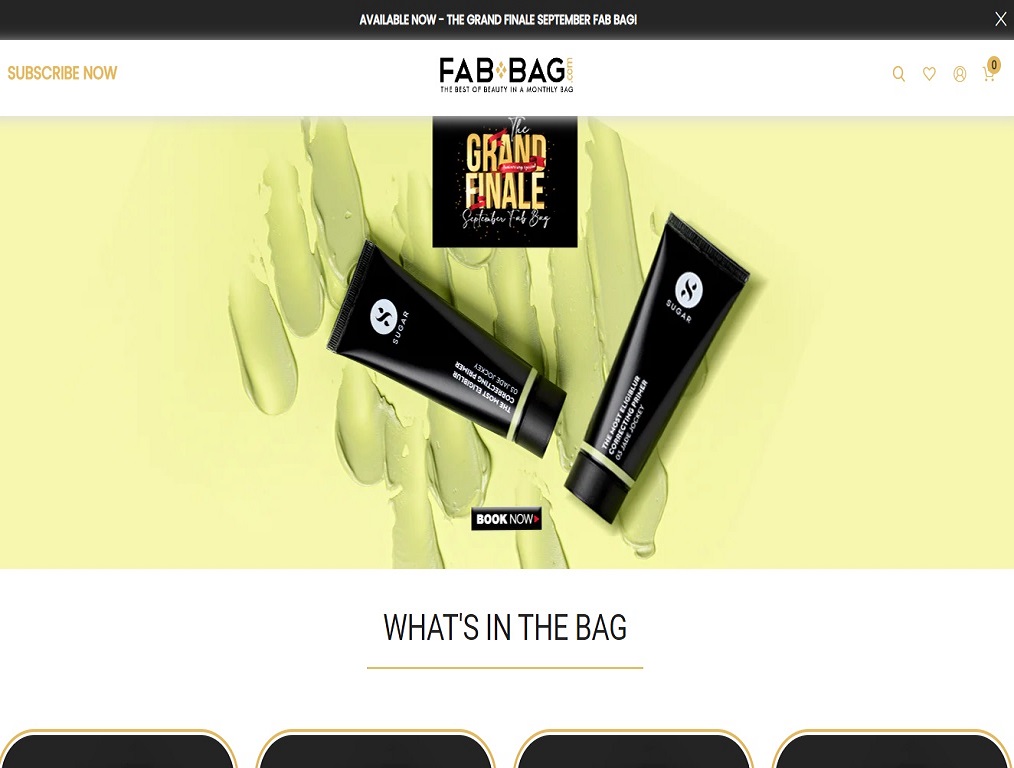 AVAILABLE NOW - THE GRAND FINALE SEPTEMBER FAB BAG!
X
SUBSCRIBE NOW
FAB BAG.com
THE BEST OF BEAUTY IN A MONTHLY BAG
0
The
GRAND
FINALE
September Fab Bag
SUGAR
THE MOST ELIGIBLUR
CORRECTING PRIMER
03 JADE JOCKEY
SUGAR
THE MOST ELIGIBLUR
CORRECTING PRIMER
03 JADE JOCKEY
BOOK NOW
WHAT'S IN THE BAG